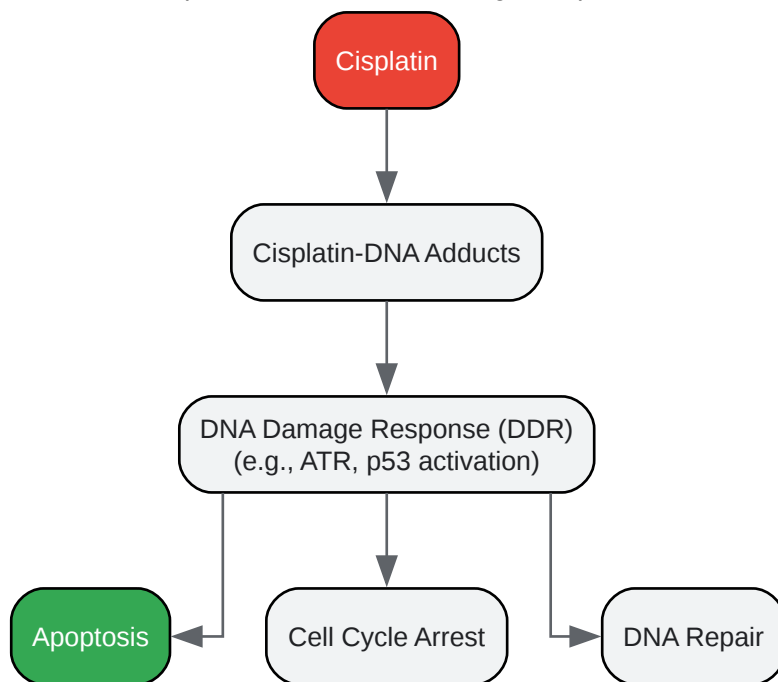 Cisplatin
Cisplatin-DNA Adducts
DNA Damage Response (DDR)
(e.g., ATR, p53 activation)
Apoptosis
Cell Cycle Arrest
DNA Repair